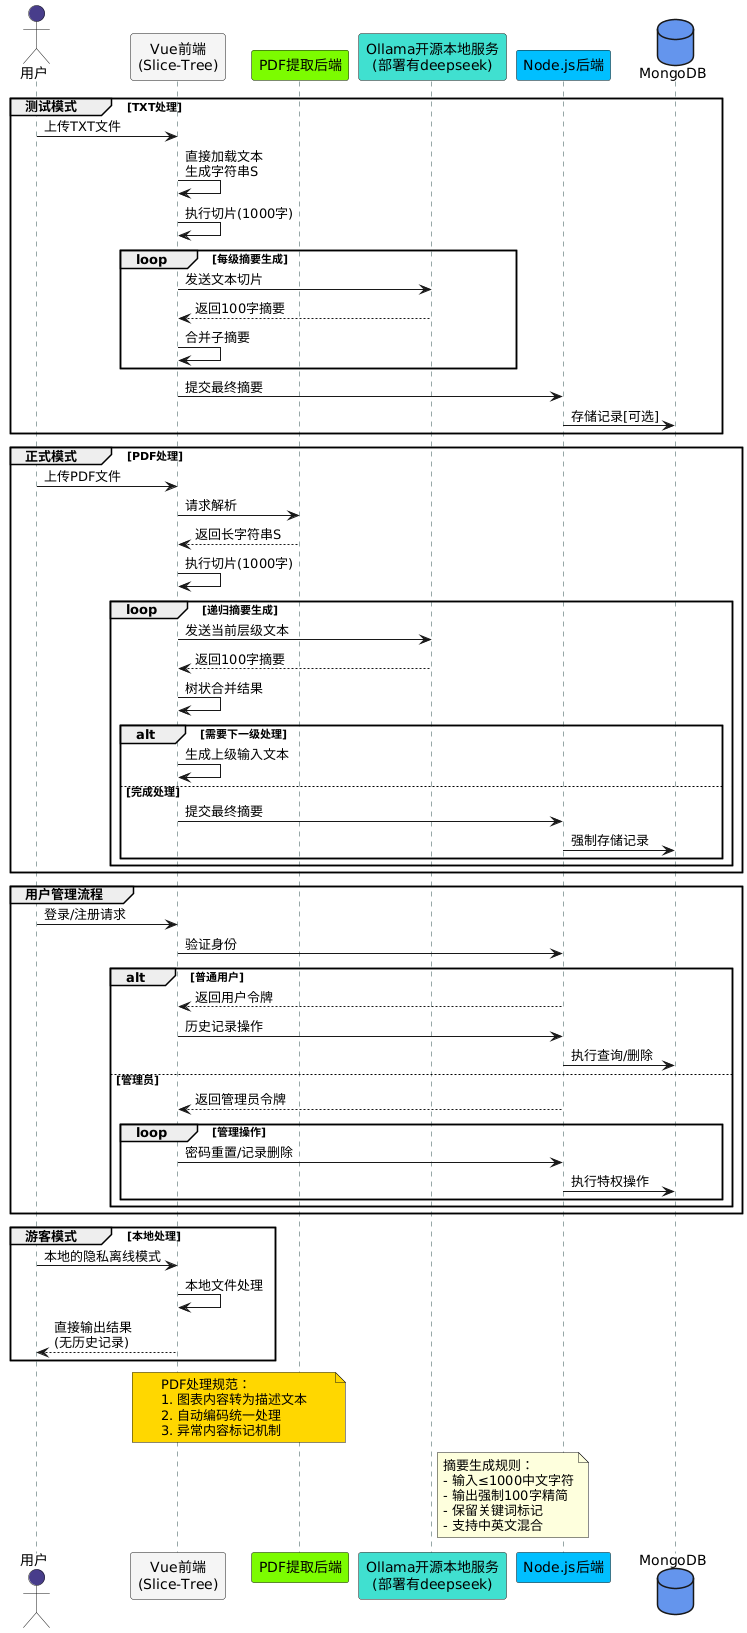 用户
Vue前端
(Slice-Tree)
PDF提取后端
Ollama开源本地服务
(部署有deepseek)
Node.js后端
MongoDB
测试模式 [TXT处理]
上传TXT文件
直接加载文本
生成字符串S
执行切片(1000字)
loop [每级摘要生成]
发送文本切片
返回100字摘要
合并子摘要
提交最终摘要
存储记录[可选]
正式模式 [PDF处理]
上传PDF文件
请求解析
返回长字符串S
执行切片(1000字)
loop [递归摘要生成]
发送当前层级文本
返回100字摘要
树状合并结果
alt [需要下一级处理]
生成上级输入文本
[完成处理]
提交最终摘要
强制存储记录
用户管理流程
登录/注册请求
验证身份
alt [普通用户]
返回用户令牌
历史记录操作
执行查询/删除
[管理员]
返回管理员令牌
loop [管理操作]
密码重置/记录删除
执行特权操作
游客模式 [本地处理]
本地的隐私离线模式
本地文件处理
直接输出结果
(无历史记录)
PDF处理规范：
1. 图表内容转为描述文本
2. 自动编码统一处理
3. 异常内容标记机制
摘要生成规则：
- 输入≤1000中文字符
- 输出强制100字精简
- 保留关键词标记
- 支持中英文混合
用户
Vue前端
(Slice-Tree)
PDF提取后端
Ollama开源本地服务
(部署有deepseek)
Node.js后端
MongoDB